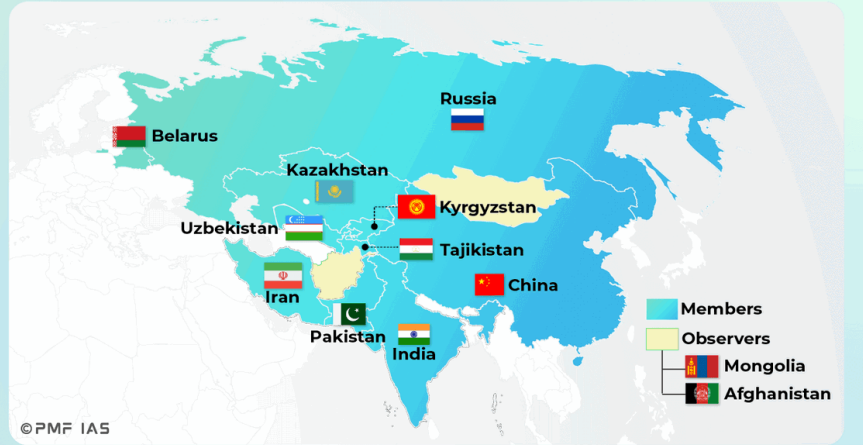 Russia
Belarus
Kazakhstan
Kyrgyzstan
Uzbekistan
Tajikistan
China
Iran
Pakistan
India
Members
Observers
Mongolia
Afghanistan
©PMF IAS